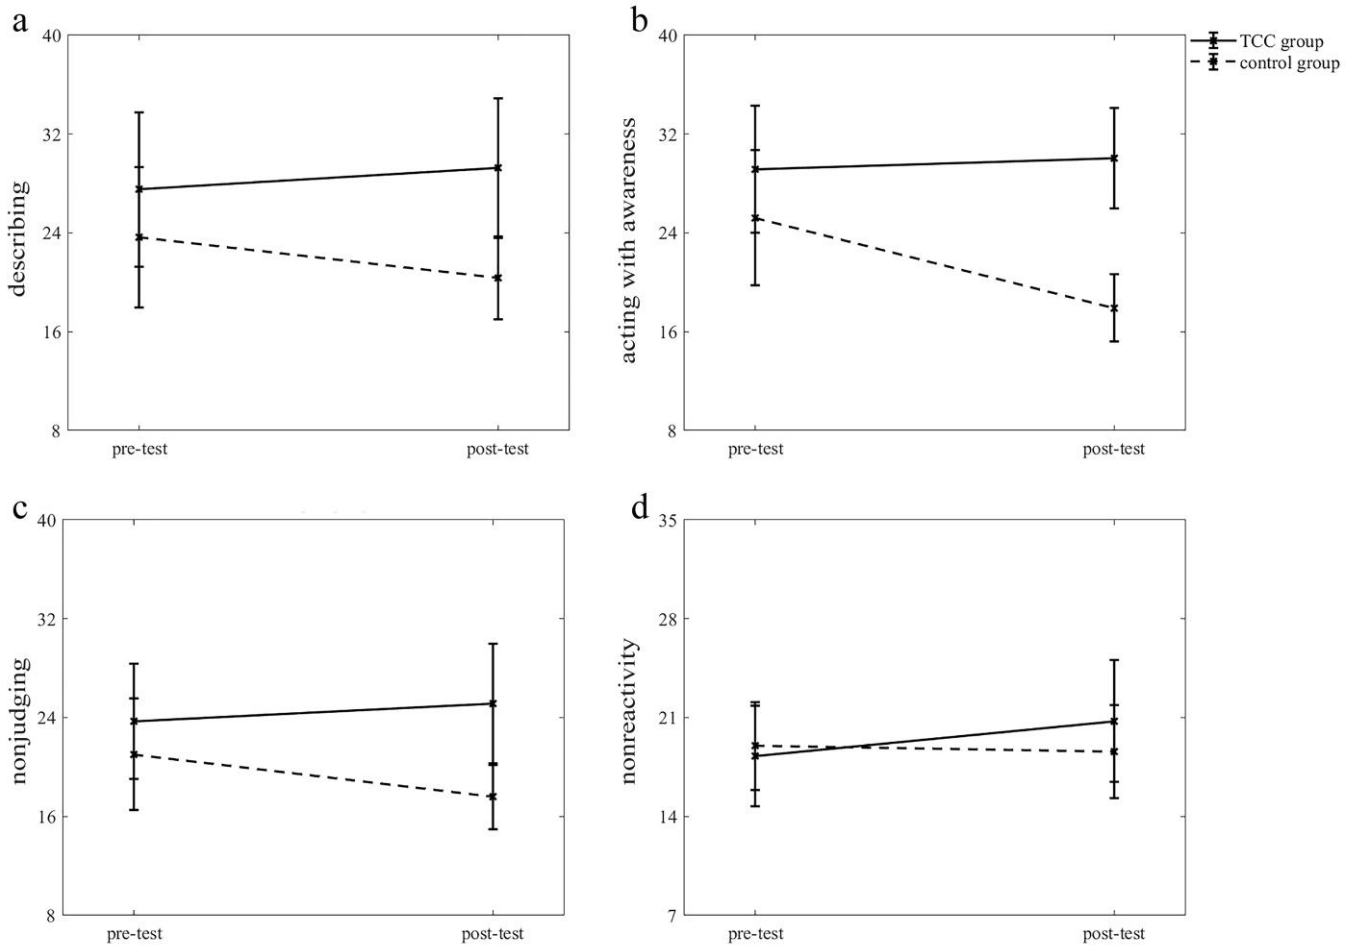 a
40
32
24
16
8
describing
pre-test
post-test
b
40
32
24
16
8
acting with awareness
pre-test
post-test
TCC group
control group
c
40
32
24
16
8
nonjudging
pre-test
post-test
d
35
28
21
14
7
nonreactivity
pre-test
post-test